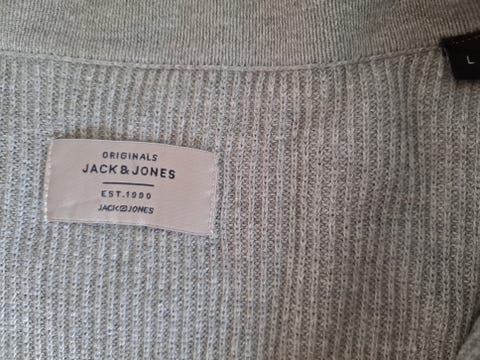 ORIGINALS
JACK & JONES
EST.1990
JACK&JONES
L